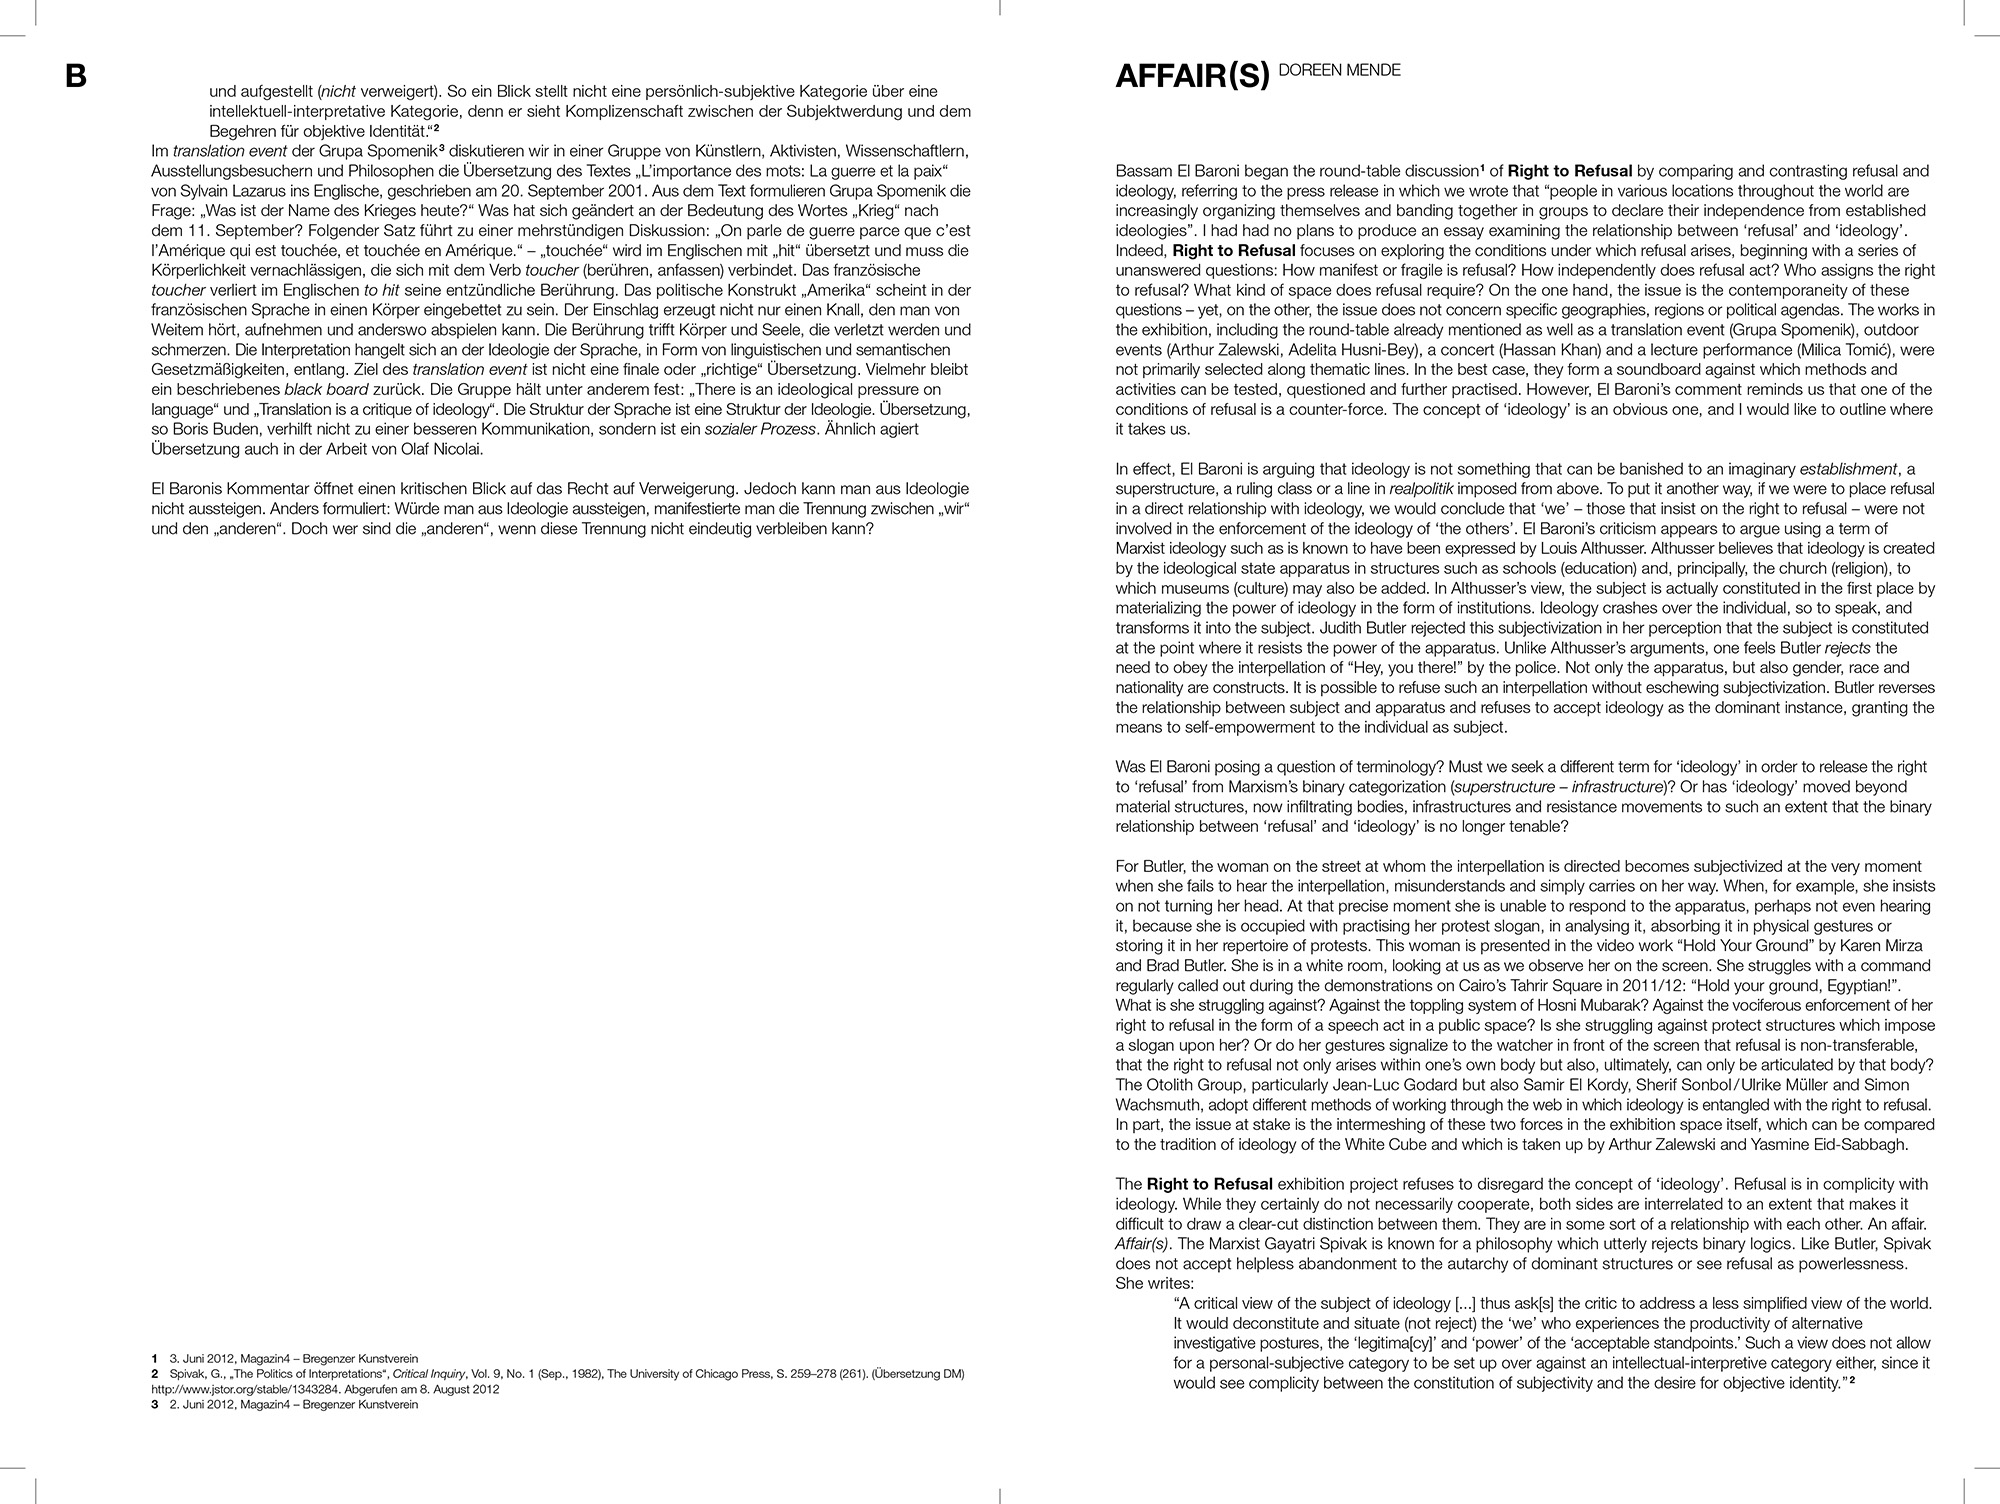 B
und aufgestellt (nicht verweigert). So ein Blick stellt nicht eine persönlich-subjektive Kategorie über eine
intellektuell-interpretative Kategorie, denn er sieht Komplizenschaft zwischen der Subjektwerdung und dem
Begehren für objektive Identität.“2
Im translation event der Grupa Spomenik3 diskutieren wir in einer Gruppe von Künstlern, Aktivisten, Wissenschaftlern,
Ausstellungsbesuchern und Philosophen die Übersetzung des Textes „L’importance des mots: La guerre et la paix“
von Sylvain Lazarus ins Englische, geschrieben am 20. September 2001. Aus dem Text formulieren Grupa Spomenik die
Frage: „Was ist der Name des Krieges heute?“ Was hat sich geändert an der Bedeutung des Wortes „Krieg“ nach
dem 11. September? Folgender Satz führt zu einer mehrstündigen Diskussion: „On parle de guerre parce que c’est
l’Amérique qui est touchée, et touchée en Amérique.“ – „touchée“ wird im Englischen mit „hit“ übersetzt und muss die
Körperlichkeit vernachlässigen, die sich mit dem Verb toucher (berühren, anfassen) verbindet. Das französische
toucher verliert im Englischen to hit seine entzündliche Berührung. Das politische Konstrukt „Amerika“ scheint in der
französischen Sprache in einen Körper eingebettet zu sein. Der Einschlag erzeugt nicht nur einen Knall, den man von
Weitem hört, aufnehmen und anderswo abspielen kann. Die Berührung trifft Körper und Seele, die verletzt werden und
schmerzen. Die Interpretation hangelt sich an der Ideologie der Sprache, in Form von linguistischen und semantischen
Gesetzmäßigkeiten, entlang. Ziel des translation event ist nicht eine finale oder „richtige“ Übersetzung. Vielmehr bleibt
ein beschriebenes black board zurück. Die Gruppe hält unter anderem fest: „There is an ideological pressure on
language“ und „Translation is a critique of ideology“. Die Struktur der Sprache ist eine Struktur der Ideologie. Übersetzung,
so Boris Buden, verhilft nicht zu einer besseren Kommunikation, sondern ist ein sozialer Prozess. Ähnlich agiert
Übersetzung auch in der Arbeit von Olaf Nicolai.
El Baronis Kommentar öffnet einen kritischen Blick auf das Recht auf Verweigerung. Jedoch kann man aus Ideologie
nicht aussteigen. Anders formuliert: Würde man aus Ideologie aussteigen, manifestierte man die Trennung zwischen „wir“
und den „anderen“. Doch wer sind die „anderen“, wenn diese Trennung nicht eindeutig verbleiben kann?
1 3. Juni 2012, Magazin4 – Bregenzer Kunstverein
2 Spivak, G., „The Politics of Interpretations“, Critical Inquiry, Vol. 9, No. 1 (Sep., 1982), The University of Chicago Press, S. 259–278 (261). (Übersetzung DM)
http://www.jstor.org/stable/1343284. Abgerufen am 8. August 2012
3 2. Juni 2012, Magazin4 – Bregenzer Kunstverein
AFFAIR(S) DOREEN MENDE
Bassam El Baroni began the round-table discussion1 of Right to Refusal by comparing and contrasting refusal and
ideology, referring to the press release in which we wrote that “people in various locations throughout the world are
increasingly organizing themselves and banding together in groups to declare their independence from established
ideologies”. I had had no plans to produce an essay examining the relationship between ‘refusal’ and ‘ideology’.
Indeed, Right to Refusal focuses on exploring the conditions under which refusal arises, beginning with a series of
unanswered questions: How manifest or fragile is refusal? How independently does refusal act? Who assigns the right
to refusal? What kind of space does refusal require? On the one hand, the issue is the contemporaneity of these
questions – yet, on the other, the issue does not concern specific geographies, regions or political agendas. The works in
the exhibition, including the round-table already mentioned as well as a translation event (Grupa Spomenik), outdoor
events (Arthur Zalewski, Adelita Husni-Bey), a concert (Hassan Khan) and a lecture performance (Milica Tomić), were
not primarily selected along thematic lines. In the best case, they form a soundboard against which methods and
activities can be tested, questioned and further practised. However, El Baroni’s comment reminds us that one of the
conditions of refusal is a counter-force. The concept of ‘ideology’ is an obvious one, and I would like to outline where
it takes us.
In effect, El Baroni is arguing that ideology is not something that can be banished to an imaginary establishment, a
superstructure, a ruling class or a line in realpolitik imposed from above. To put it another way, if we were to place refusal
in a direct relationship with ideology, we would conclude that ‘we’ – those that insist on the right to refusal – were not
involved in the enforcement of the ideology of ‘the others’. El Baroni’s criticism appears to argue using a term of
Marxist ideology such as is known to have been expressed by Louis Althusser. Althusser believes that ideology is created
by the ideological state apparatus in structures such as schools (education) and, principally, the church (religion), to
which museums (culture) may also be added. In Althusser’s view, the subject is actually constituted in the first place by
materializing the power of ideology in the form of institutions. Ideology crashes over the individual, so to speak, and
transforms it into the subject. Judith Butler rejected this subjectivization in her perception that the subject is constituted
at the point where it resists the power of the apparatus. Unlike Althusser’s arguments, one feels Butler rejects the
need to obey the interpellation of “Hey, you there!” by the police. Not only the apparatus, but also gender, race and
nationality are constructs. It is possible to refuse such an interpellation without eschewing subjectivization. Butler reverses
the relationship between subject and apparatus and refuses to accept ideology as the dominant instance, granting the
means to self-empowerment to the individual as subject.
Was El Baroni posing a question of terminology? Must we seek a different term for ‘ideology’ in order to release the right
to ‘refusal’ from Marxism’s binary categorization (superstructure – infrastructure)? Or has ‘ideology’ moved beyond
material structures, now infiltrating bodies, infrastructures and resistance movements to such an extent that the binary
relationship between ‘refusal’ and ‘ideology’ is no longer tenable?
For Butler, the woman on the street at whom the interpellation is directed becomes subjectivized at the very moment
when she fails to hear the interpellation, misunderstands and simply carries on her way. When, for example, she insists
on not turning her head. At that precise moment she is unable to respond to the apparatus, perhaps not even hearing
it, because she is occupied with practising her protest slogan, in analysing it, absorbing it in physical gestures or
storing it in her repertoire of protests. This woman is presented in the video work “Hold Your Ground” by Karen Mirza
and Brad Butler. She is in a white room, looking at us as we observe her on the screen. She struggles with a command
regularly called out during the demonstrations on Cairo’s Tahrir Square in 2011/12: “Hold your ground, Egyptian!”.
What is she struggling against? Against the toppling system of Hosni Mubarak? Against the vociferous enforcement of her
right to refusal in the form of a speech act in a public space? Is she struggling against protect structures which impose
a slogan upon her? Or do her gestures signalize to the watcher in front of the screen that refusal is non-transferable,
that the right to refusal not only arises within one’s own body but also, ultimately, can only be articulated by that body?
The Otolith Group, particularly Jean-Luc Godard but also Samir El Kordy, Sherif Sonbol/Ulrike Müller and Simon
Wachsmuth, adopt different methods of working through the web in which ideology is entangled with the right to refusal.
In part, the issue at stake is the intermeshing of these two forces in the exhibition space itself, which can be compared
to the tradition of ideology of the White Cube and which is taken up by Arthur Zalewski and Yasmine Eid-Sabbagh.
The Right to Refusal exhibition project refuses to disregard the concept of ‘ideology’. Refusal is in complicity with
ideology. While they certainly do not necessarily cooperate, both sides are interrelated to an extent that makes it
difficult to draw a clear-cut distinction between them. They are in some sort of a relationship with each other. An affair.
Affair(s). The Marxist Gayatri Spivak is known for a philosophy which utterly rejects binary logics. Like Butler, Spivak
does not accept helpless abandonment to the autarchy of dominant structures or see refusal as powerlessness.
She writes:
“A critical view of the subject of ideology [...] thus ask[s] the critic to address a less simplified view of the world.
It would deconstitute and situate (not reject) the ‘we’ who experiences the productivity of alternative
investigative postures, the ‘legitima[cy]’ and ‘power’ of the ‘acceptable standpoints.’ Such a view does not allow
for a personal-subjective category to be set up over against an intellectual-interpretive category either, since it
would see complicity between the constitution of subjectivity and the desire for objective identity.”2